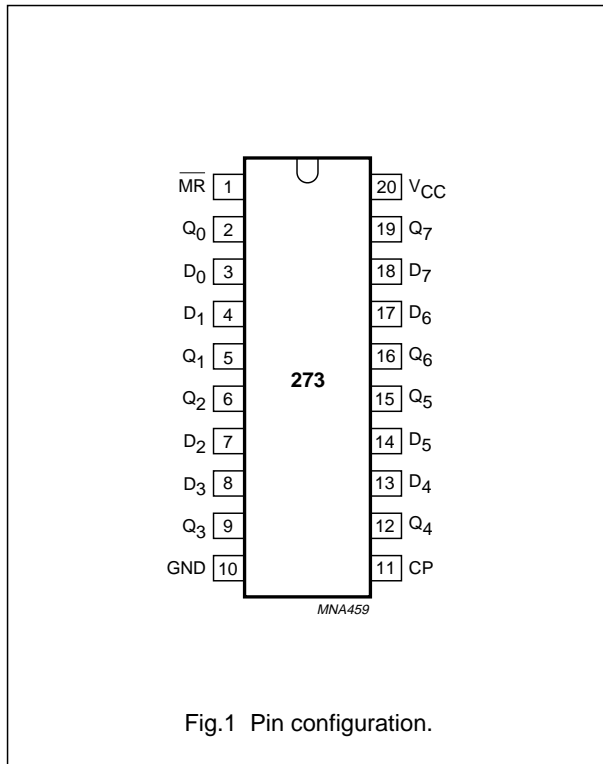 M̅R̅ 1 20 VCC
Q0 2 19 Q7
D0 3 18 D7
D1 4 17 D6
Q1 5 16 Q6
273
Q2 6 15 Q5
D2 7 14 D5
D3 8 13 D4
Q3 9 12 Q4
GND 10 11 CP
MNA459
Fig.1 Pin configuration.